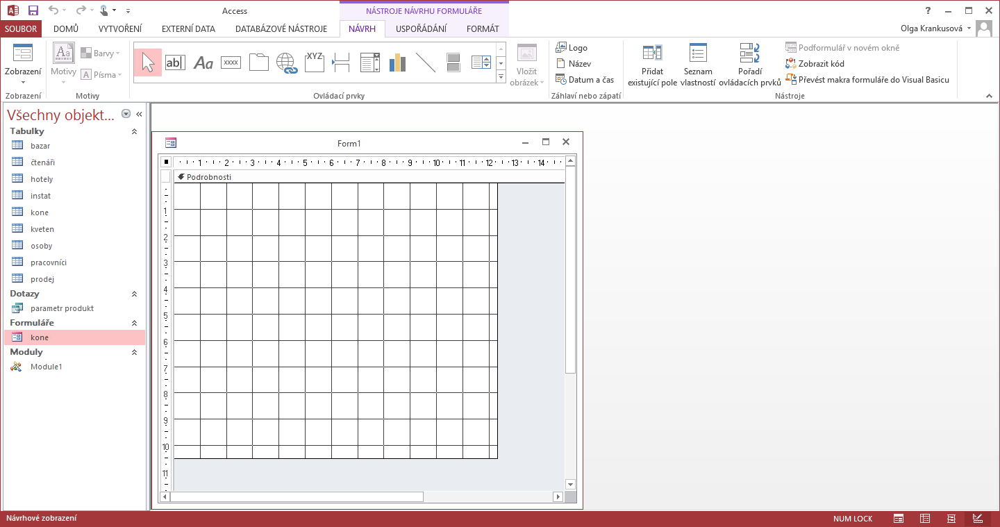 Access
NÁSTROJE NÁVRHU FORMULÁŘE
?
SOUBOR DOMŮ VYTVOŘENÍ EXTERNÍ DATA DATABÁZOVÉ NÁSTROJE NÁVRH USPOŘÁDÁNÍ FORMÁT
Olga Krankusová
Zobrazení
Zobrazení
Aa
Motivy
Barvy
A Písma
Motivy
ab|
Aa
xxxx
XYZ
Ovládací prvky
Vložit
obrázek
Logo
Název
Datum a čas
Záhlaví nebo zápatí
Přidat
existující pole
Seznam
vlastností
Pořadí
ovládacích prvků
Podformulář v novém okně
Zobrazit kód
Převést makra formuláře do Visual Basicu
Nástroje
Všechny objekt...
Tabulky
bazar
čtenáři
hotely
instat
kone
kveten
osoby
pracovníci
prodej
Dotazy
parametr produkt
Formuláře
kone
Moduly
Module1
Form1
1 2 3 4 5 6 7 8 9 10 11 12 13 14
Podrobnosti
1
2
3
4
5
6
7
8
9
10
11
Návrhové zobrazení
NUM LOCK